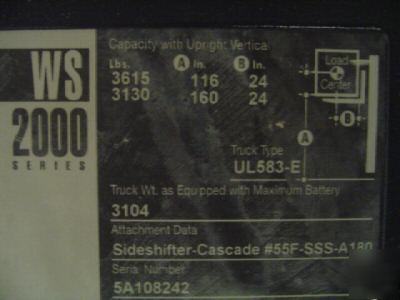 WS
2000
SERIES
Capacity with Upright Vertical
Lbs. A In. B In.
3615 116 24
3130 160 24
Load
Center
B
A
Truck Type
UL583-E
Truck Wt. as Equipped with Maximum Battery
3104
Attachment Data
Sideshifter-Cascade #55F-SSS-A180
Serial Number
5A108242